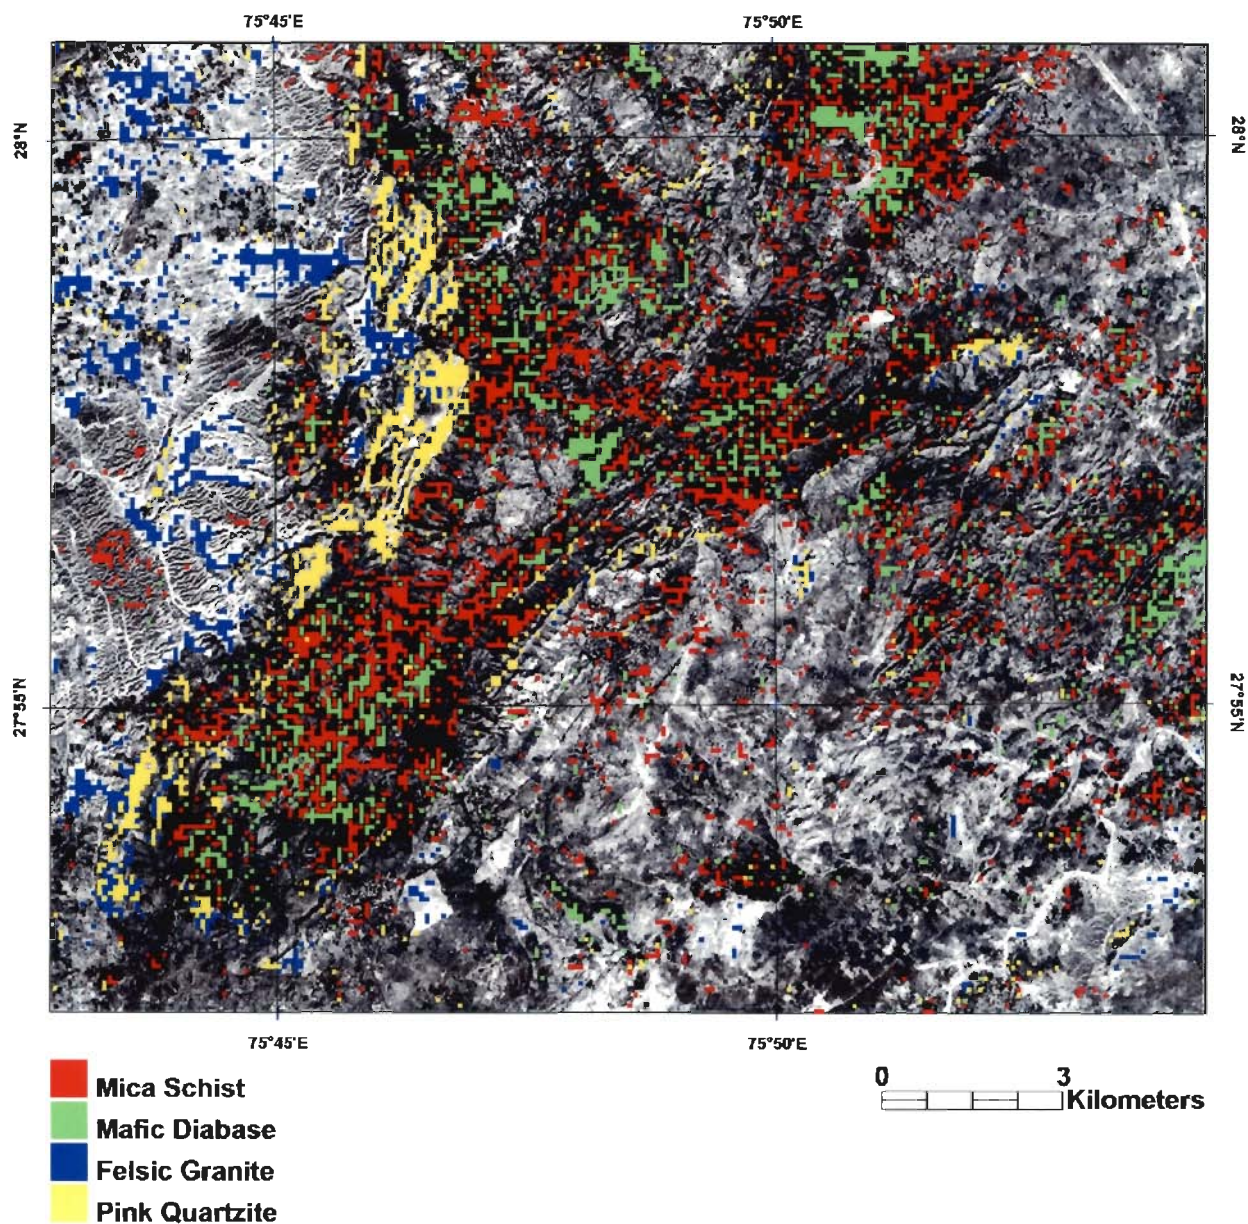 75°45'E 75°50'E
28°N 28°N
27°55'N 27°55'N
75°45'E 75°50'E
0 3
Kilometers
Mica Schist
Mafic Diabase
Felsic Granite
Pink Quartzite